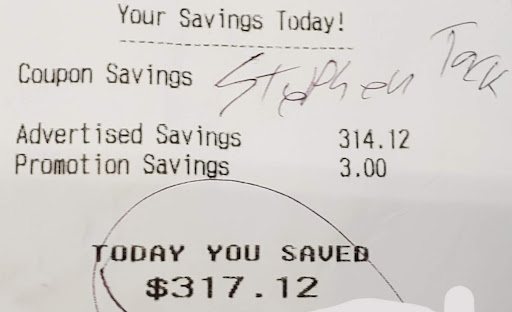 Your Savings Today!
--------------------
Coupon Savings Stephen Tack
Advertised Savings 314.12
Promotion Savings 3.00
TODAY YOU SAVED
$317.12